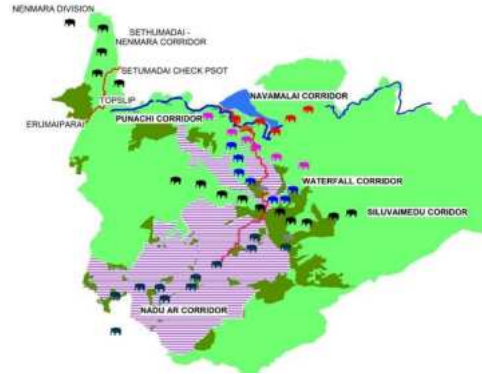 NENMARA DIVISION
SETHUMADAI -
NENMARA CORRIDOR
SETUMADAI CHECK PSOT
TOPSLIP
NAVAMALAI CORRIDOR
PUNACHI CORRIDOR
ERUMAIPARAI
WATERFALL CORRIDOR
SILUVAIMEDU CORIDOR
NADU AR CORRIDOR